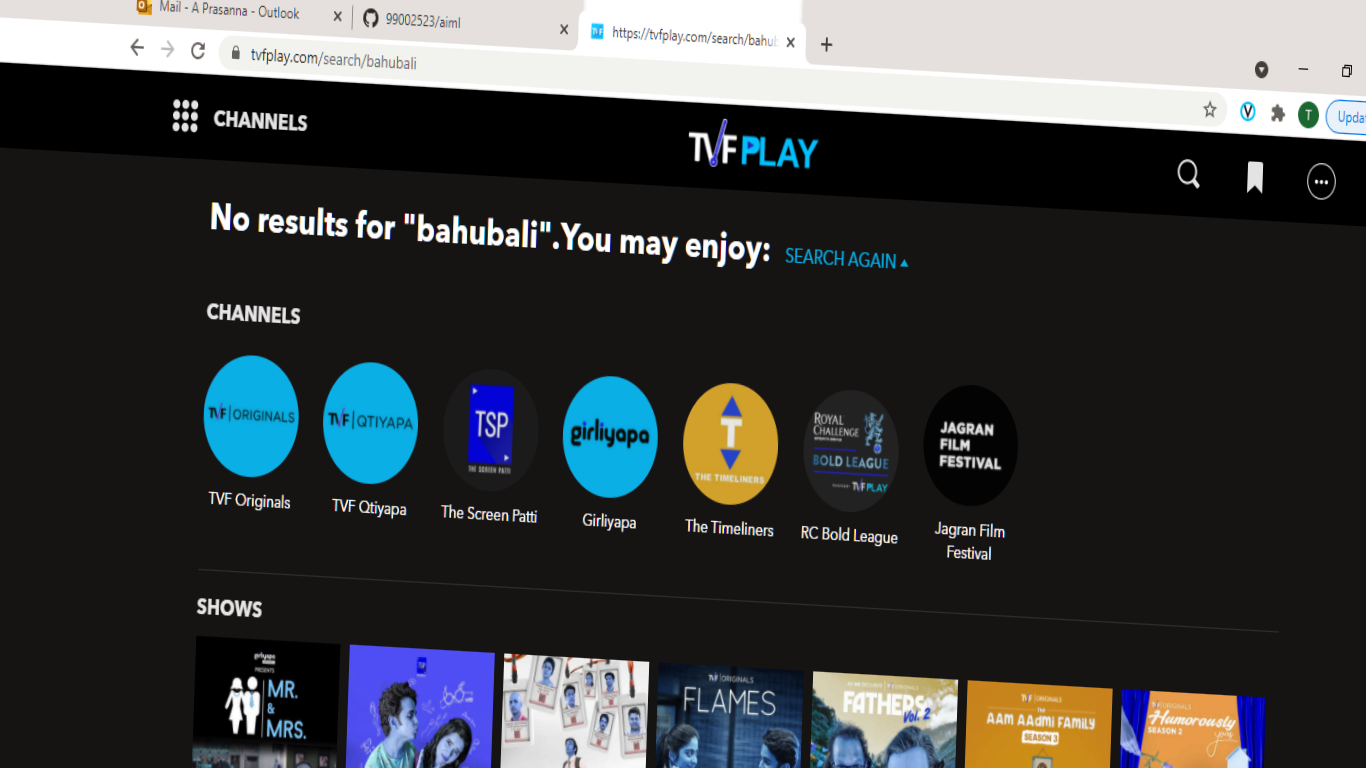 Mail - A Prasanna - Outlook
99002523/aiml
https://tvfplay.com/search/bahub
tvfplay.com/search/bahubali
T
Upda
CHANNELS
TVF PLAY
No results for "bahubali".You may enjoy: SEARCH AGAIN
CHANNELS
TVF|ORIGINALS
TVF|QTIYAPA
TSP
THE SCREEN PATTI
girliyapa
T
THE TIMELINERS
ROYAL
CHALLENGE
BOLD LEAGUE
TVFPLAY
JAGRAN
FILM
FESTIVAL
TVF Originals
TVF Qtiyapa
The Screen Patti
Girliyapa
The Timeliners
RC Bold League
Jagran Film
Festival
SHOWS
girliyapa
PRESENTS
MR.
&
MRS.
TSP
TVF|ORIGINALS
FLAMES
FATHERS
Vol. 2
TVF|ORIGINALS
THE
AAM AADMI FAMILY
SEASON 3
TVF|ORIGINALS
Humorously
SEASON 2
yours